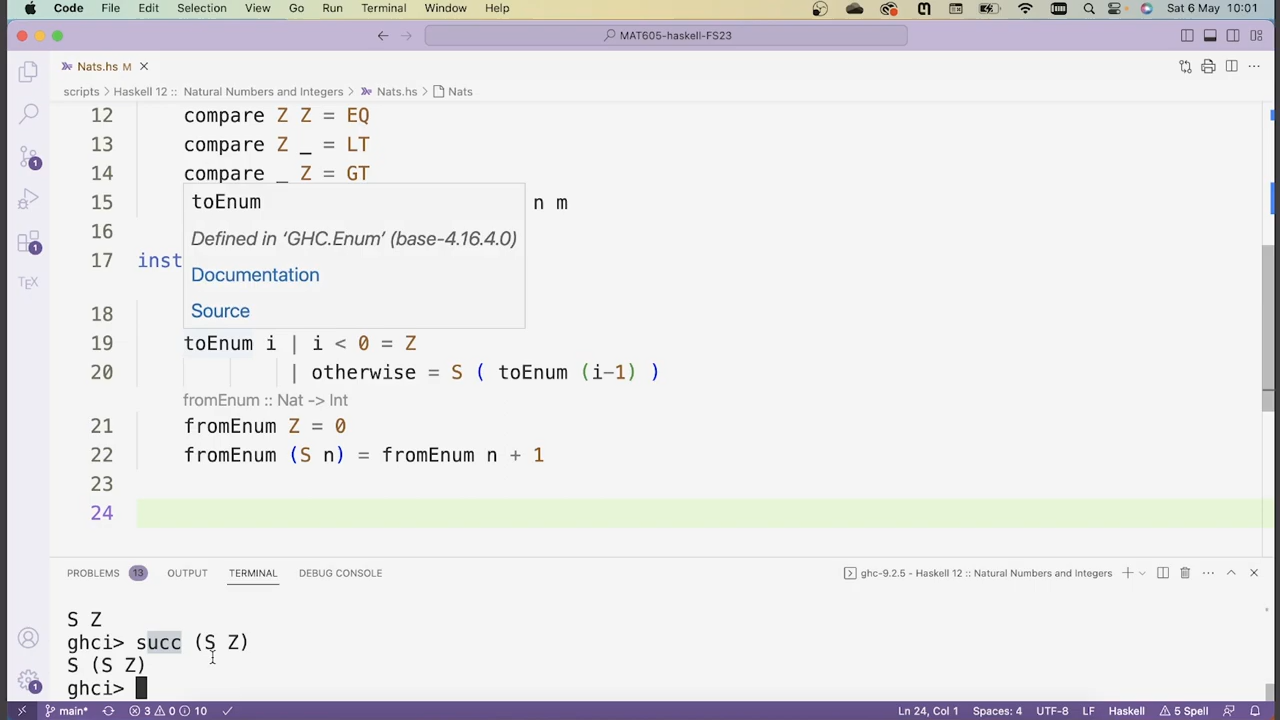 Code File Edit Selection View Go Run Terminal Window Help Sat 6 May 10:01
MAT605-haskell-FS23
Nats.hs M
scripts > Haskell 12 :: Natural Numbers and Integers > Nats.hs > Nats
12 compare Z Z = EQ
13 compare Z _ = LT
14 compare _ Z = GT
toEnum
15 n m
16
Defined in ‘GHC.Enum’ (base-4.16.4.0)
17 inst
Documentation
Source
18
19 toEnum i | i < 0 = Z
20 | otherwise = S ( toEnum (i-1) )
fromEnum :: Nat -> Int
21 fromEnum Z = 0
22 fromEnum (S n) = fromEnum n + 1
23
24
PROBLEMS 13 OUTPUT TERMINAL DEBUG CONSOLE ghc-9.2.5 - Haskell 12 :: Natural Numbers and Integers
S Z
ghci> succ (S Z)
S (S Z)
ghci>
main* 3 0 10 Ln 24, Col 1 Spaces: 4 UTF-8 LF Haskell 5 Spell
1
1
TEX
1